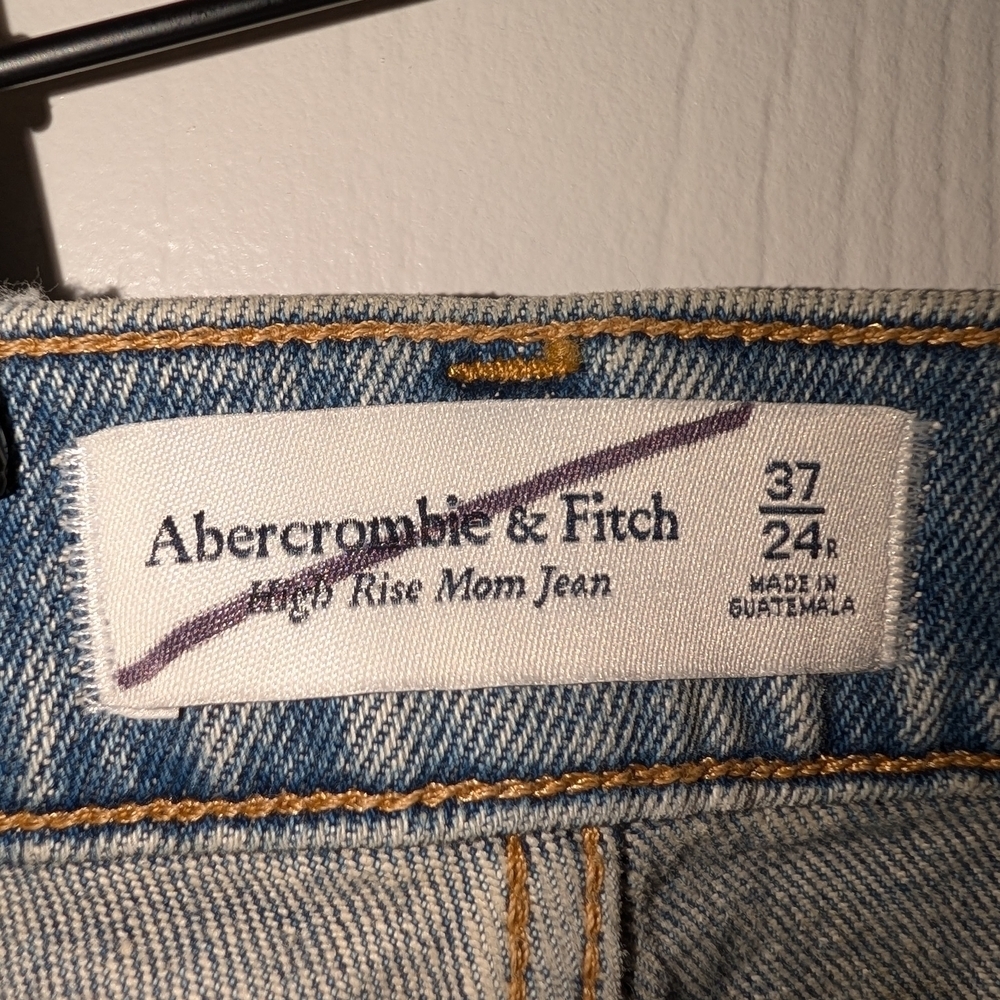 Abercrombie & Fitch
High Rise Mom Jean
37
24R
MADE IN
GUATEMALA